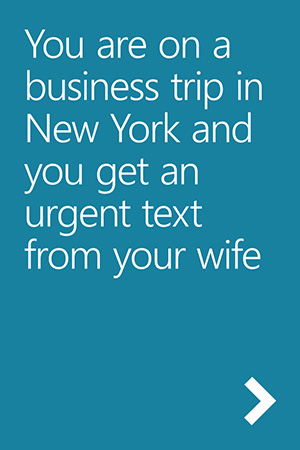 You are on a
business trip in
New York and
you get an
urgent text
from your wife